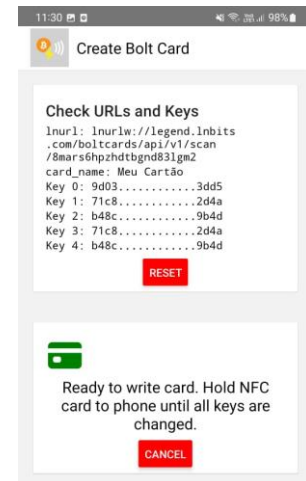 11:30 98%
Create Bolt Card
Check URLs and Keys
lnurl: lnurlw://legend.lnbits
.com/boltcards/api/v1/scan
/8mars6hpzhdtbgnd83lgm2
card_name: Meu Cartão
Key 0: 9d03............3dd5
Key 1: 71c8............2d4a
Key 2: b48c............9b4d
Key 3: 71c8............2d4a
Key 4: b48c............9b4d
RESET
Ready to write card. Hold NFC
card to phone until all keys are
changed.
CANCEL